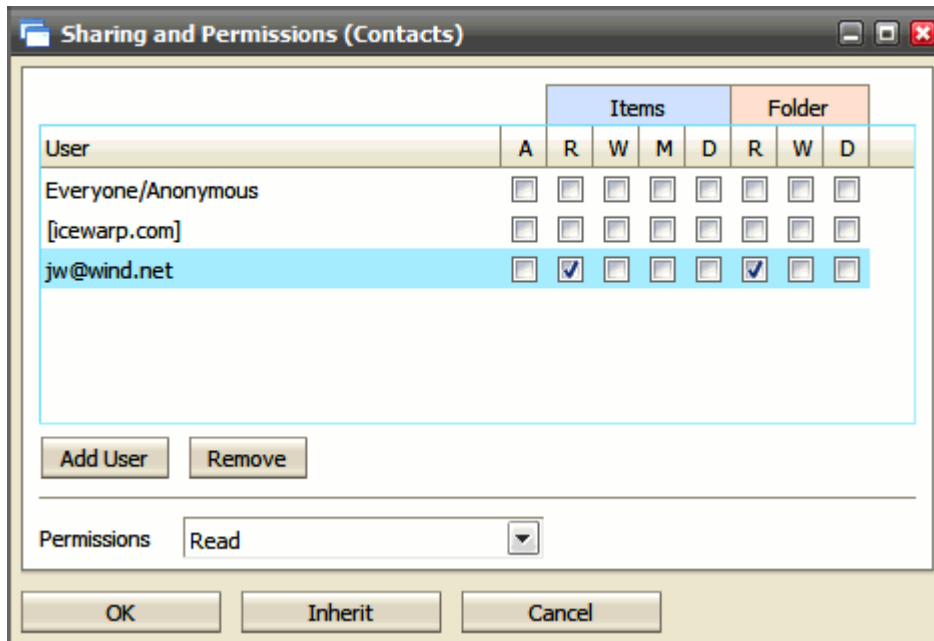 Sharing and Permissions (Contacts)
Items Folder
User A R W M D R W D
Everyone/Anonymous
[icewarp.com]
jw@wind.net
Add User Remove
Permissions Read
OK Inherit Cancel